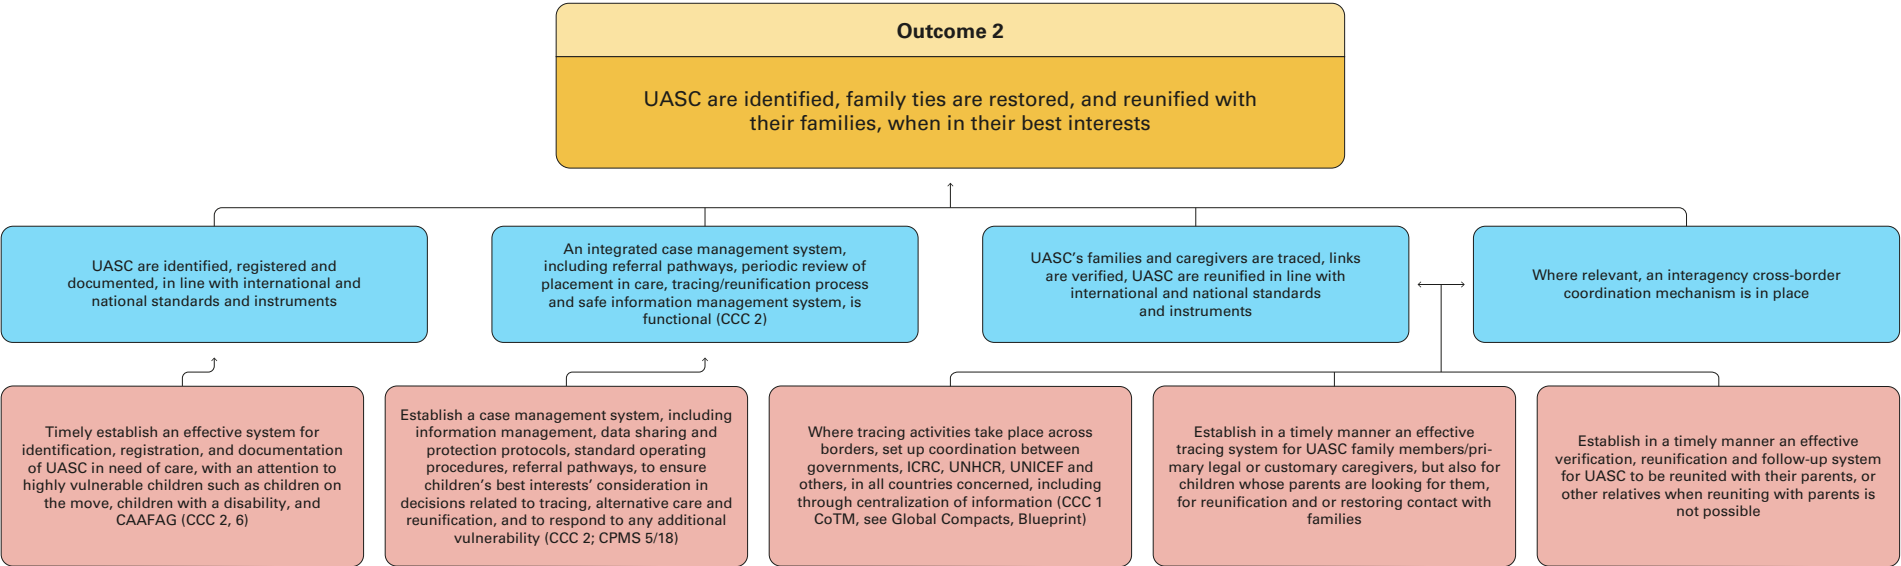 Outcome 2
UASC are identified, family ties are restored, and reunified with
their families, when in their best interests
UASC are identified, registered and
documented, in line with international and
national standards and instruments
An integrated case management system,
including referral pathways, periodic review of
placement in care, tracing/reunification process
and safe information management system, is
functional (CCC 2)
UASC’s families and caregivers are traced, links
are verified, UASC are reunified in line with
international and national standards
and instruments
Where relevant, an interagency cross-border
coordination mechanism is in place
Timely establish an effective system for
identification, registration, and documentation
of UASC in need of care, with an attention to
highly vulnerable children such as children on
the move, children with a disability, and
CAAFAG (CCC 2, 6)
Establish a case management system, including
information management, data sharing and
protection protocols, standard operating
procedures, referral pathways, to ensure
children’s best interests’ consideration in
decisions related to tracing, alternative care and
reunification, and to respond to any additional
vulnerability (CCC 2; CPMS 5/18)
Where tracing activities take place across
borders, set up coordination between
governments, ICRC, UNHCR, UNICEF and
others, in all countries concerned, including
through centralization of information (CCC 1
CoTM, see Global Compacts, Blueprint)
Establish in a timely manner an effective
tracing system for UASC family members/pri-
mary legal or customary caregivers, but also for
children whose parents are looking for them,
for reunification and or restoring contact with
families
Establish in a timely manner an effective
verification, reunification and follow-up system
for UASC to be reunited with their parents, or
other relatives when reuniting with parents is
not possible